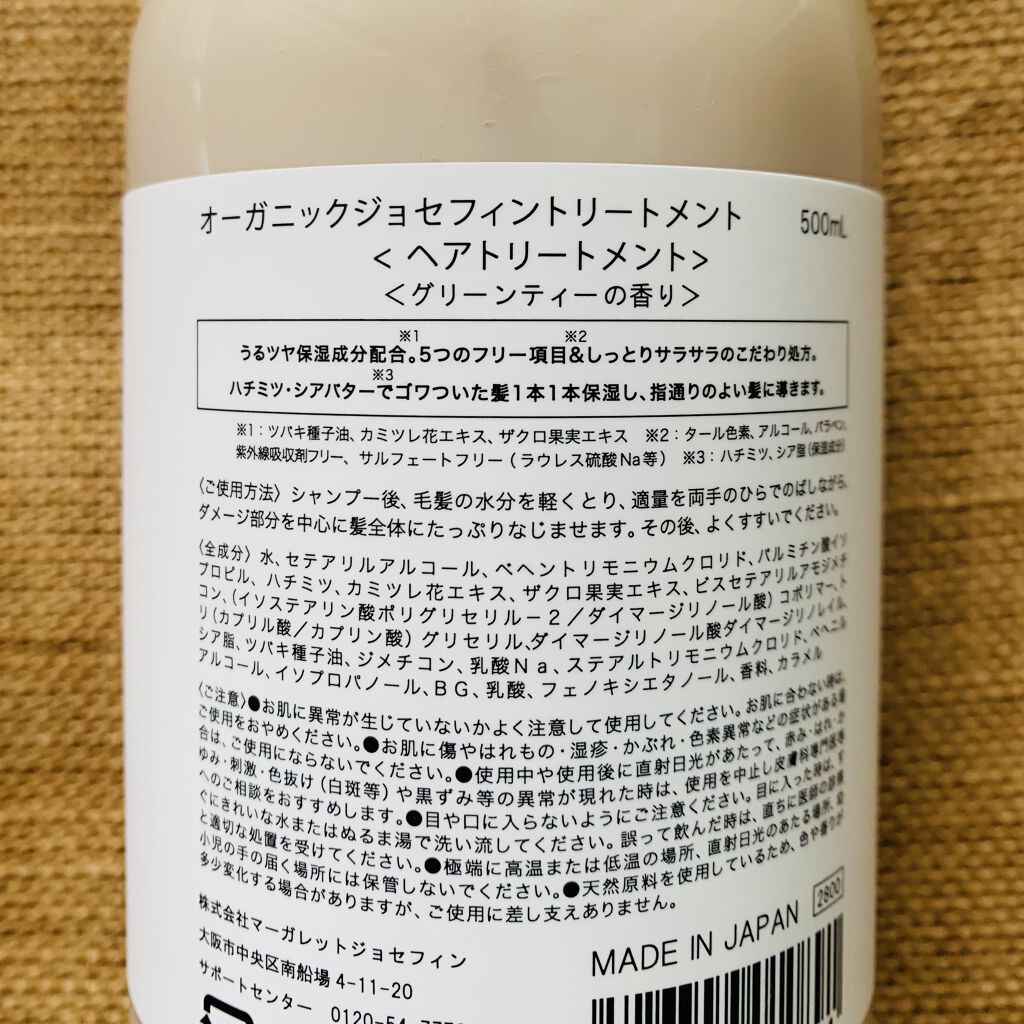 オーガニックジョセフィントリートメント 500mL
<ヘアトリートメント>
<グリーンティーの香り>
※1 ※2
うるツヤ保湿成分配合。5つのフリー項目&しっとりサラサラのこだわり処方。
※3
ハチミツ・シアバターでゴワついた髪1本1本保湿し、指通りのよい髪に導きます。
※1:ツバキ種子油、カミツレ花エキス、ザクロ果実エキス ※2:タール色素、アルコール、パラベン、
紫外線吸収剤フリー、サルフェートフリー(ラウレス硫酸Na等) ※3:ハチミツ、シア脂(保湿成分)
〈ご使用方法〉シャンプー後、毛髪の水分を軽くとり、適量を両手のひらでのばしながら、
ダメージ部分を中心に髪全体にたっぷりなじませます。その後、よくすすいでください。
〈全成分〉水、セテアリルアルコール、ベヘントリモニウムクロリド、パルミチン酸イソ
プロピル、ハチミツ、カミツレ花エキス、ザクロ果実エキス、ビスセテアリルアモジメチ
コン、(イソステアリン酸ポリグリセリル-2/ダイマージリノール酸)コポリマー、ト
リ(カプリル酸/カプリン酸)グリセリル、ダイマージリノール酸ダイマージリノレイル、
シア脂、ツバキ種子油、ジメチコン、乳酸Na、ステアルトリモニウムクロリド、ベヘニル
アルコール、イソプロパノール、BG、乳酸、フェノキシエタノール、香料、カラメル
〈ご注意〉●お肌に異常が生じていないかよく注意して使用してください。お肌に合わない時は、
ご使用をおやめください。●お肌に傷やはれもの・湿疹・かぶれ・色素異常などの症状がある場
合は、ご使用にならないでください。●使用中や使用後に直射日光があたって、赤み・はれ・か
ゆみ・刺激・色抜け(白斑等)や黒ずみ等の異常が現れた時は、使用を中止し皮膚科専門医等
へのご相談をおすすめします。●目や口に入らないようにご注意ください。目に入った時は、す
ぐにきれいな水またはぬるま湯で洗い流してください。誤って飲んだ時は、直ちに医師の診察
と適切な処置を受けてください。●極端に高温または低温の場所、直射日光のあたる場所、幼
小児の手の届く場所には保管しないでください。●天然原料を使用しているため、色や香りが
多少変化する場合がありますが、ご使用に差し支えありません。
株式会社マーガレットジョセフィン
大阪市中央区南船場4-11-20
サポートセンター 0120-54-
2800
MADE IN JAPAN